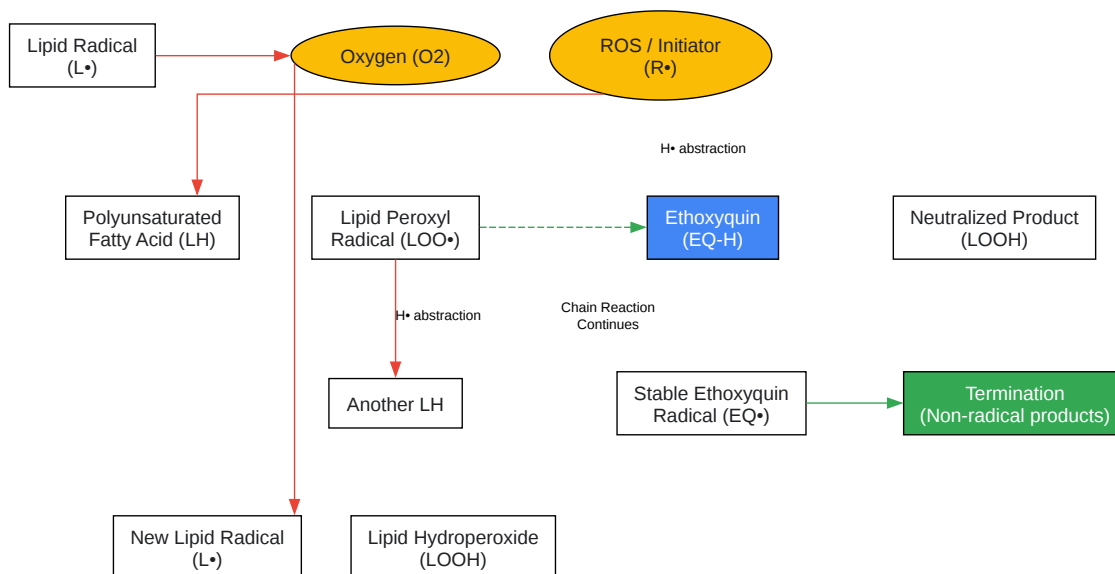 Lipid Radical
(L•)
Oxygen (O2)
ROS / Initiator
(R•)
H• abstraction
Polyunsaturated
Fatty Acid (LH)
Lipid Peroxyl
Radical (LOO•)
Ethoxyquin
(EQ-H)
Neutralized Product
(LOOH)
H• abstraction
Chain Reaction
Continues
Another LH
Stable Ethoxyquin
Radical (EQ•)
Termination
(Non-radical products)
New Lipid Radical
(L•)
Lipid Hydroperoxide
(LOOH)